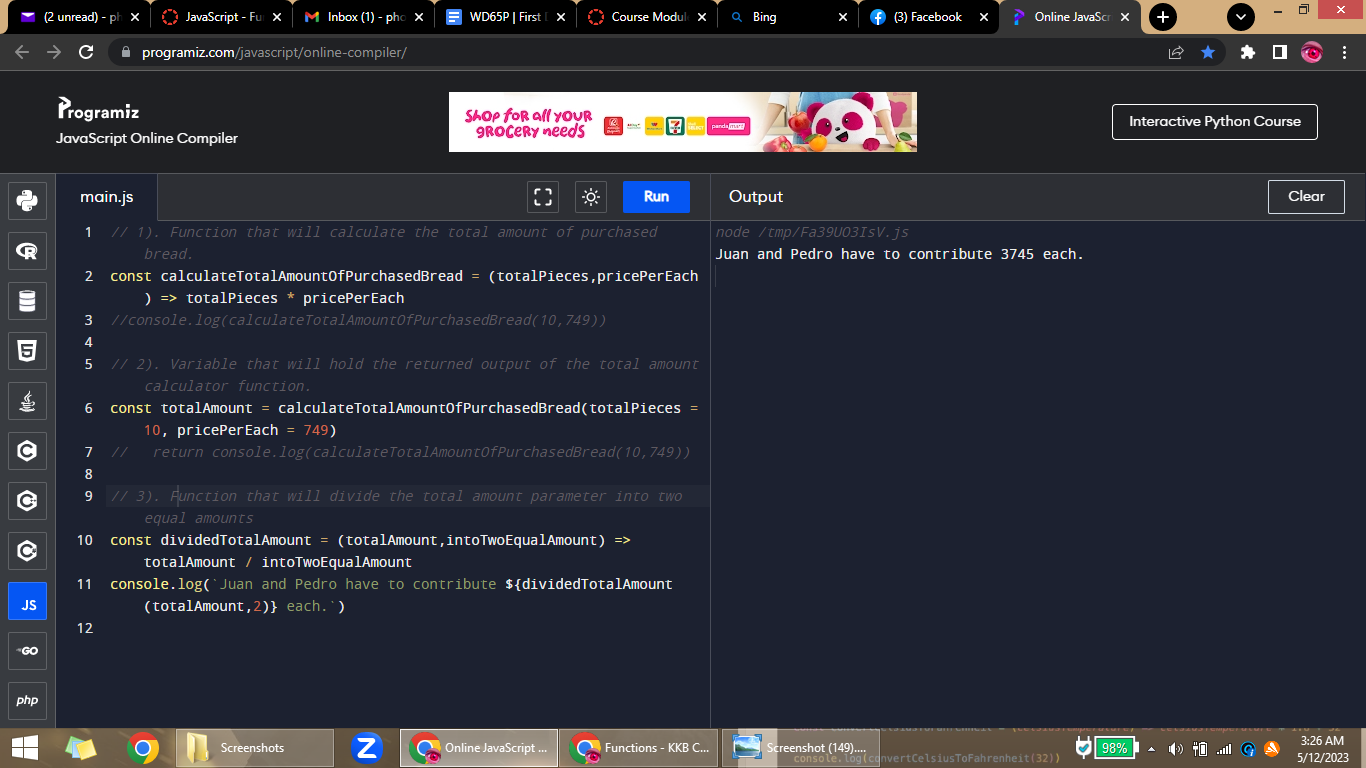 (2 unread) - ph
JavaScript - Fu
Inbox (1) - pho
WD65P | First
Course Modul
Bing
(3) Facebook
Online JavaScr
programiz.com/javascript/online-compiler/
Programiz
JavaScript Online Compiler
SHOP FOR all YOUR
GROCERY NEEDS
pandamart
Interactive Python Course
main.js
Run
Output
Clear
1 // 1). Function that will calculate the total amount of purchased
bread.
2 const calculateTotalAmountOfPurchasedBread = (totalPieces,pricePerEach
) => totalPieces * pricePerEach
3 //console.log(calculateTotalAmountOfPurchasedBread(10,749))
4
5 // 2). Variable that will hold the returned output of the total amount
calculator function.
6 const totalAmount = calculateTotalAmountOfPurchasedBread(totalPieces =
10, pricePerEach = 749)
7 //   return console.log(calculateTotalAmountOfPurchasedBread(10,749))
8
9 // 3). Function that will divide the total amount parameter into two
equal amounts
10 const dividedTotalAmount = (totalAmount,intoTwoEqualAmount) =>
totalAmount / intoTwoEqualAmount
11 console.log(`Juan and Pedro have to contribute ${dividedTotalAmount
(totalAmount,2)} each.`)
12
node /tmp/Fa39UO3IsV.js
Juan and Pedro have to contribute 3745 each.
R
5
C
C
C
JS
GO
php
Screenshots
Z
Online JavaScript ...
Functions - KKB C...
Screenshot (149)....
console.log(convertCelsiusToFahrenheit(32))
98%
3:26 AM
5/12/2023